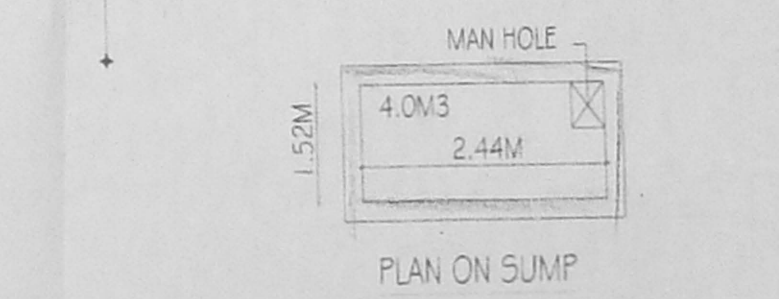 MAN HOLE
4.0M3
1.52M
2.44M
PLAN ON SUMP